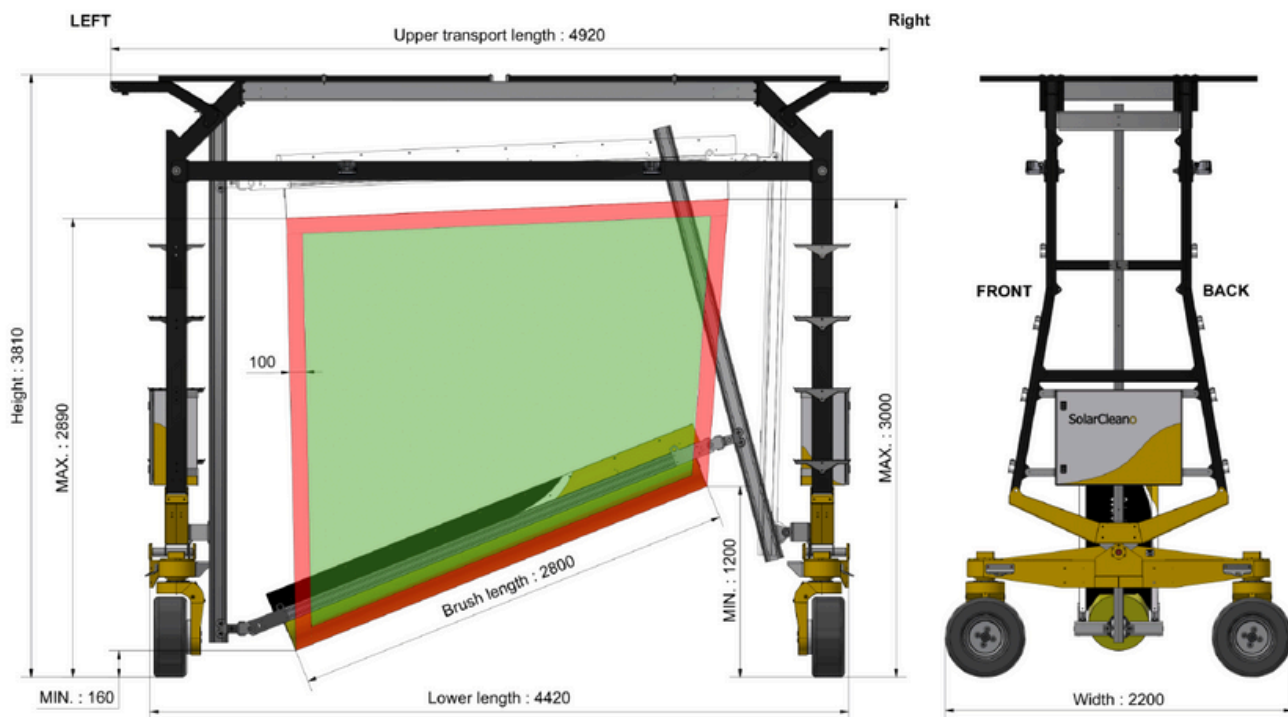 LEFT
Right
Upper transport length : 4920
Height : 3810
MAX. : 2890
100
MAX. : 3000
MIN. : 1200
Brush length : 2800
MIN. : 160
Lower length : 4420
FRONT
BACK
SolarCleano
Width : 2200